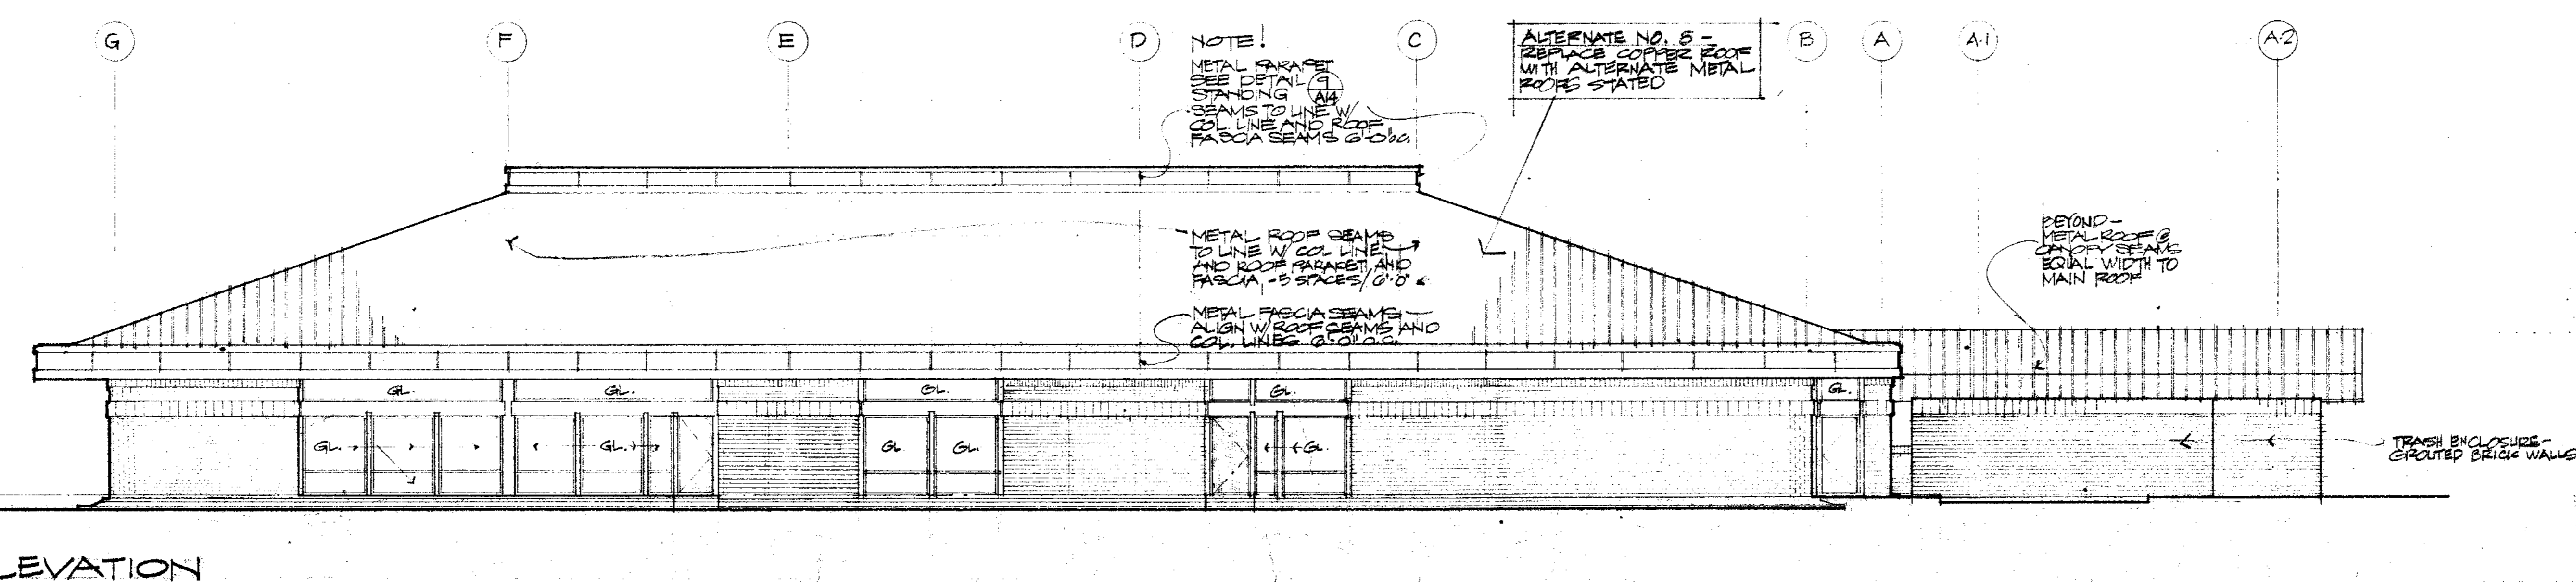 G
F
E
D
C
B
A
A-1
A-2
NOTE!
METAL PARAPET
SEE DETAIL 9
A14
STANDING
SEAMS TO LINE W/
COL. LINE AND ROOF
FASCIA SEAMS 6'-0" O.C.
ALTERNATE NO. 5 -
REPLACE COPPER ROOF
WITH ALTERNATE METAL
ROOFS STATED
METAL ROOF SEAMS
TO LINE W/ COL LINE
AND ROOF PARAPET, AND
FASCIA, -5 SPACES/6'-0"
METAL FASCIA SEAMS -
ALIGN W/ ROOF SEAMS AND
COL. LINES 6'-0" O.C.
BEYOND -
METAL ROOF @
CANOPY SEAMS
EQUAL WIDTH TO
MAIN ROOF
GL.
GL.
GL.
GL.
GL.
GL.
GL.
GL.
GL.
GL.
TRASH ENCLOSURE -
GROUTED BRICK WALLS
LEVATION